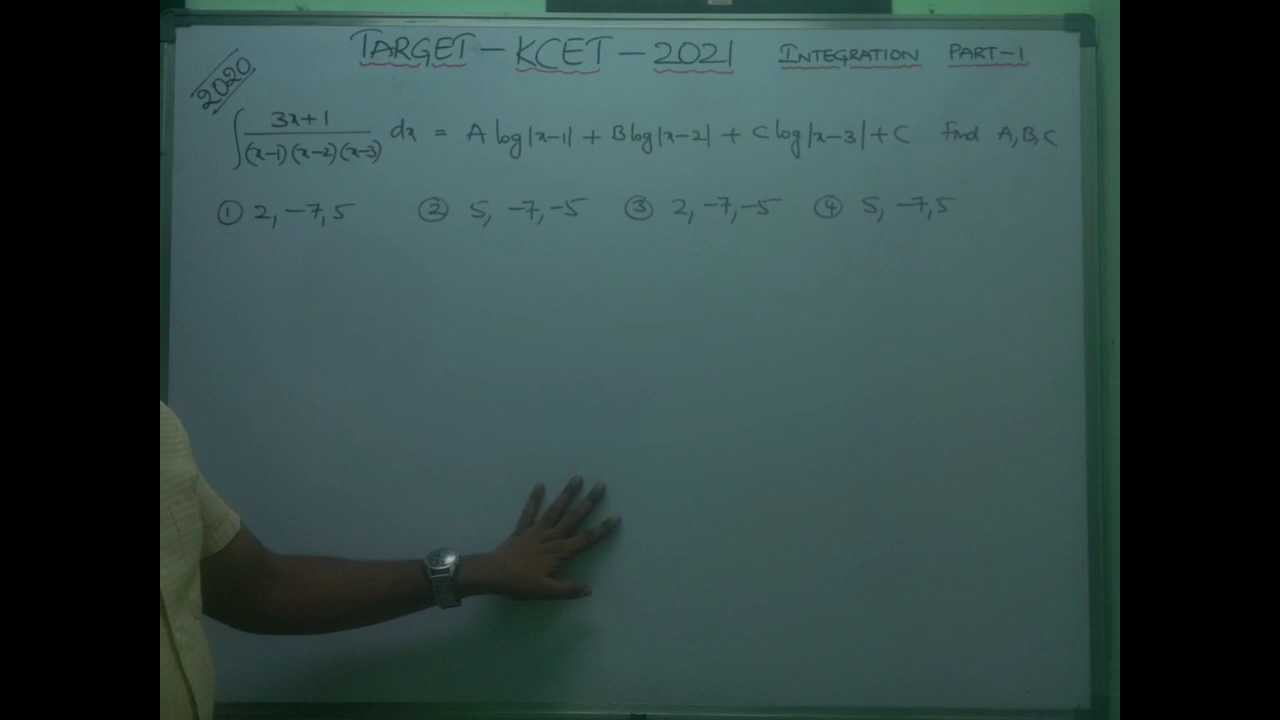 TARGET – KCET – 2021 INTEGRATION PART-1
2020
∫ 3x+1 / (x-1)(x-2)(x-3) dx = A log|x-1| + B log|x-2| + C log|x-3| + C Find A, B, C
① 2, -7, 5 ② 5, -7, -5 ③ 2, -7, -5 ④ 5, -7, 5